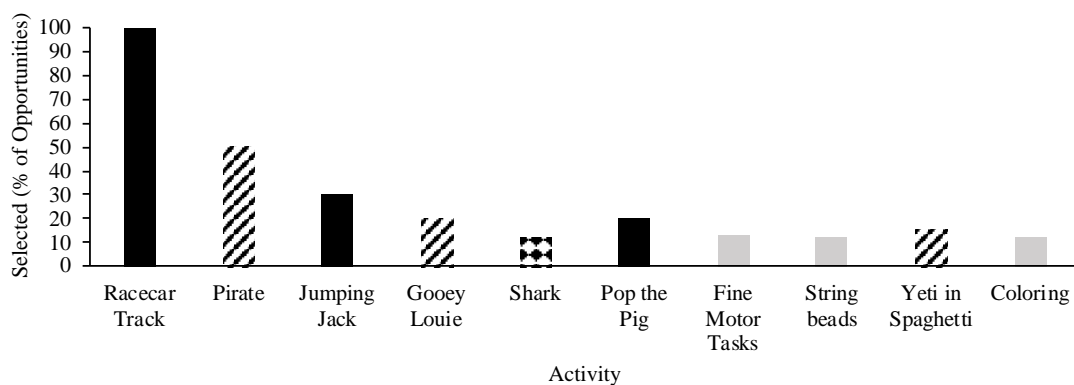 Selected (% of Opportunities)
100
90
80
70
60
50
40
30
20
10
0
Racecar
Track
Pirate
Jumping
Jack
Gooey
Louie
Shark
Pop the
Pig
Fine
Motor
Tasks
String
beads
Yeti in
Spaghetti
Coloring
Activity